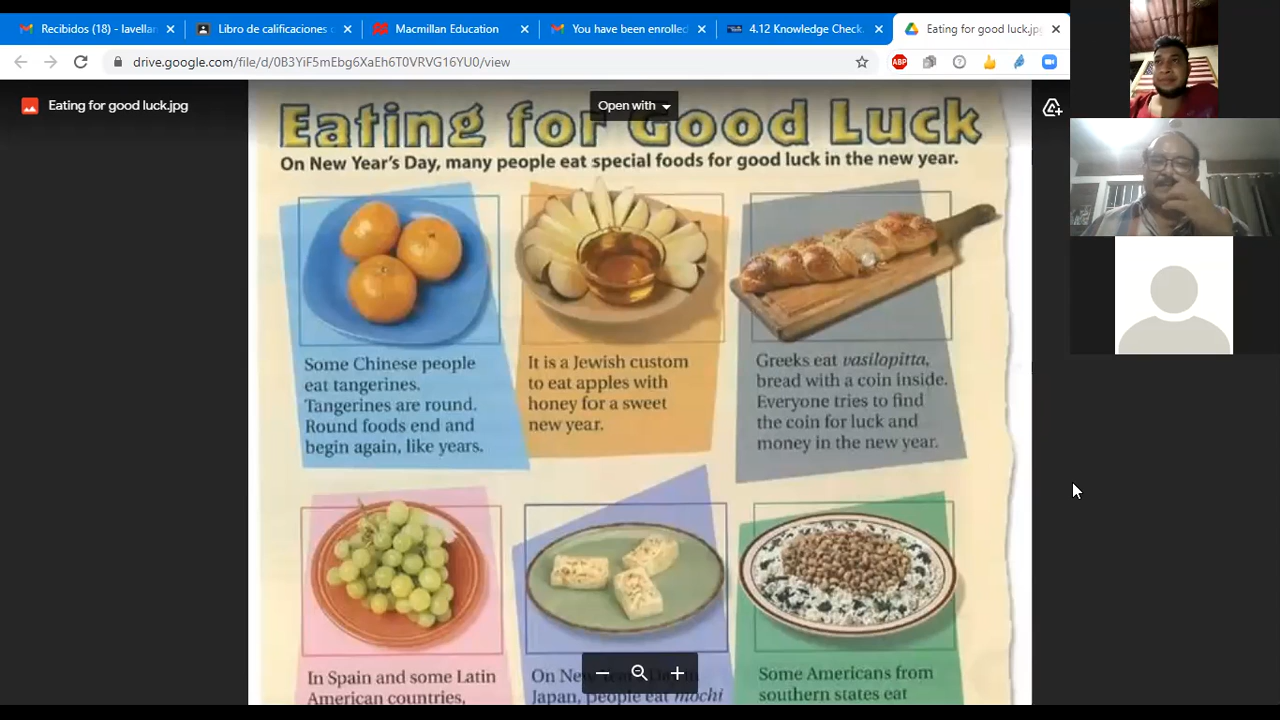 Recibidos (18) - lavellan
Libro de calificaciones
Macmillan Education
You have been enrolled
4.12 Knowledge Check.
Eating for good luck.jp
drive.google.com/file/d/0B3YiF5mEbgDXaEh6T0VRVG16YU0/view
ABP
Eating for good luck.jpg
Open with
Eating for Good Luck
On New Year's Day, many people eat special foods for good luck in the new year.
Some Chinese people
eat tangerines.
Tangerines are round.
Round foods end and
begin again, like years.
It is a Jewish custom
to eat apples with
honey for a sweet
new year.
Greeks eat vasilopitta,
bread with a coin inside.
Everyone tries to find
the coin for luck and
money in the new year.
In Spain and some Latin
American countries,
On New
Japan, people eat mochi
Some Americans from
southern states eat